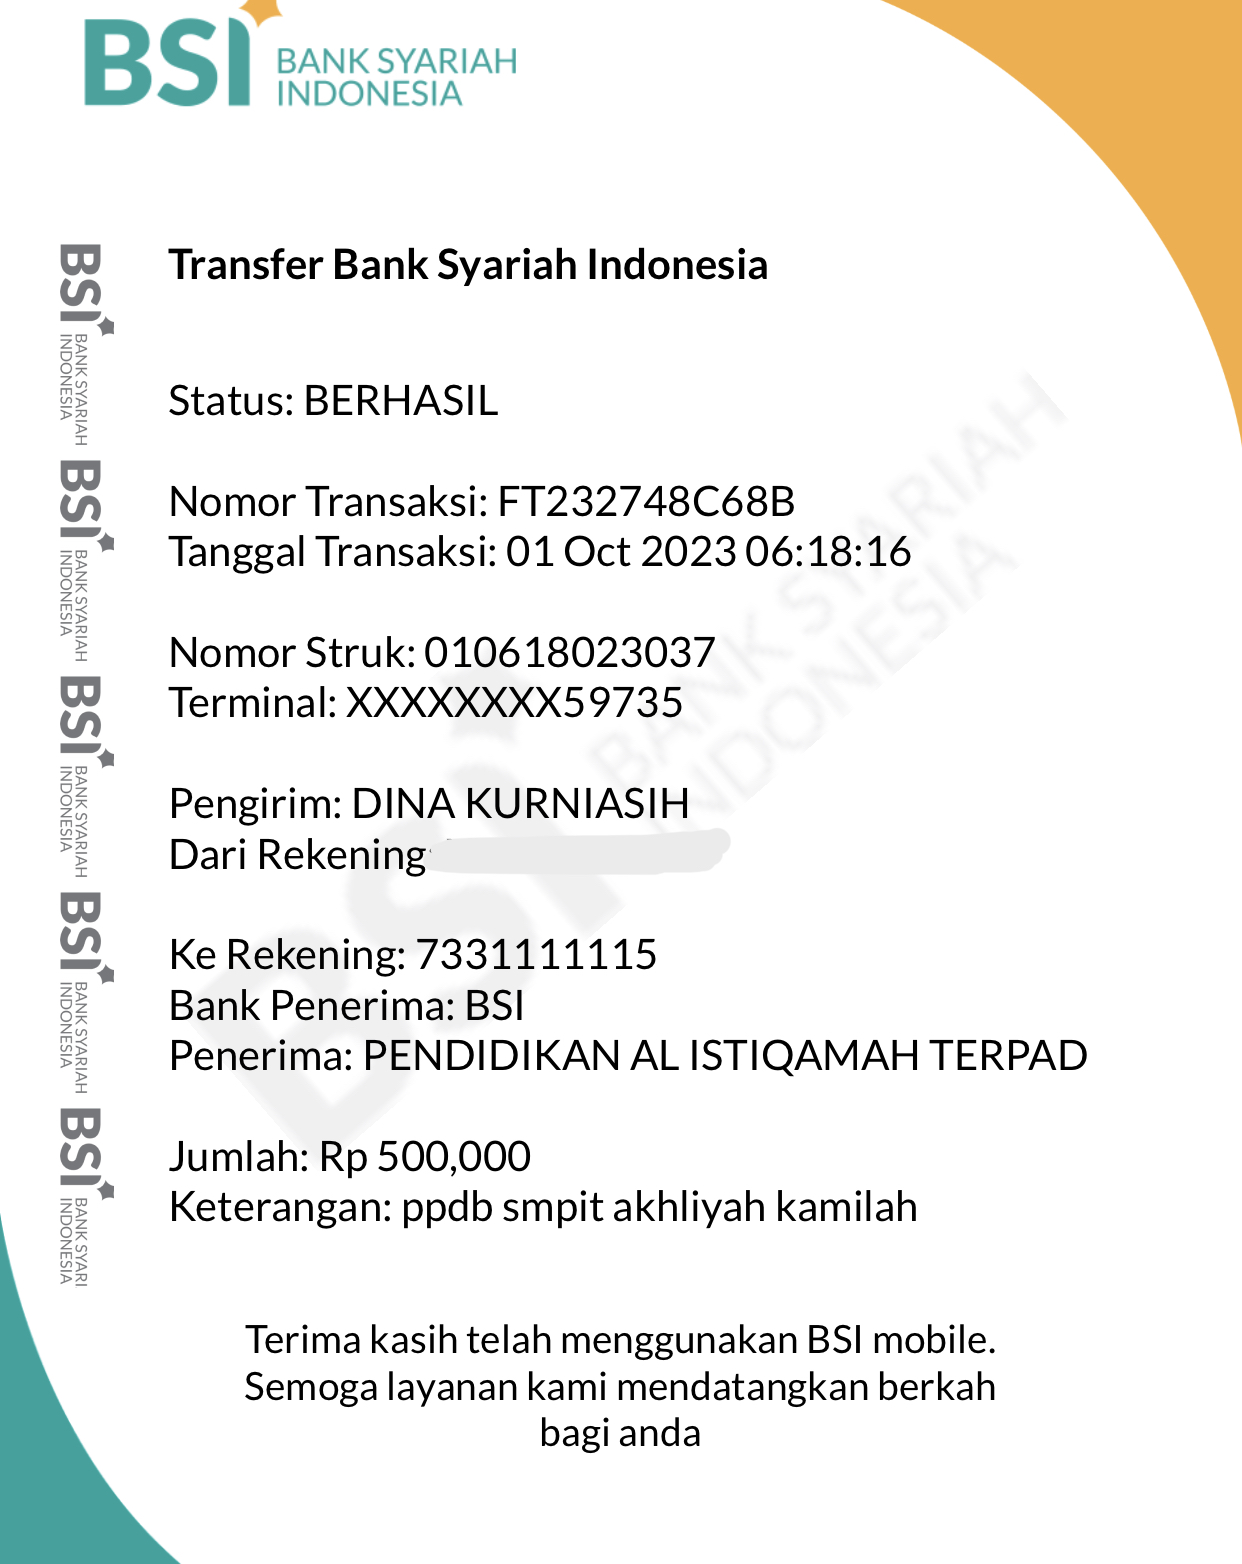 BSI BANK SYARIAH
INDONESIA
Transfer Bank Syariah Indonesia
Status: BERHASIL
Nomor Transaksi: FT232748C68B
Tanggal Transaksi: 01 Oct 2023 06:18:16
Nomor Struk: 010618023037
Terminal: XXXXXXXX59735
Pengirim: DINA KURNIASIH
Dari Rekening:
Ke Rekening: 7331111115
Bank Penerima: BSI
Penerima: PENDIDIKAN AL ISTIQAMAH TERPAD
Jumlah: Rp 500,000
Keterangan: ppdb smpit akhliyah kamilah
Terima kasih telah menggunakan BSI mobile.
Semoga layanan kami mendatangkan berkah
bagi anda
BSI BANK SYARIAH
INDONESIA
BSI BANK SYARIAH
INDONESIA
BSI BANK SYARIAH
INDONESIA
BSI BANK SYARIAH
INDONESIA
BSI BANK SYARI
INDONESIA
BSI BANK SYARIAH
INDONESIA